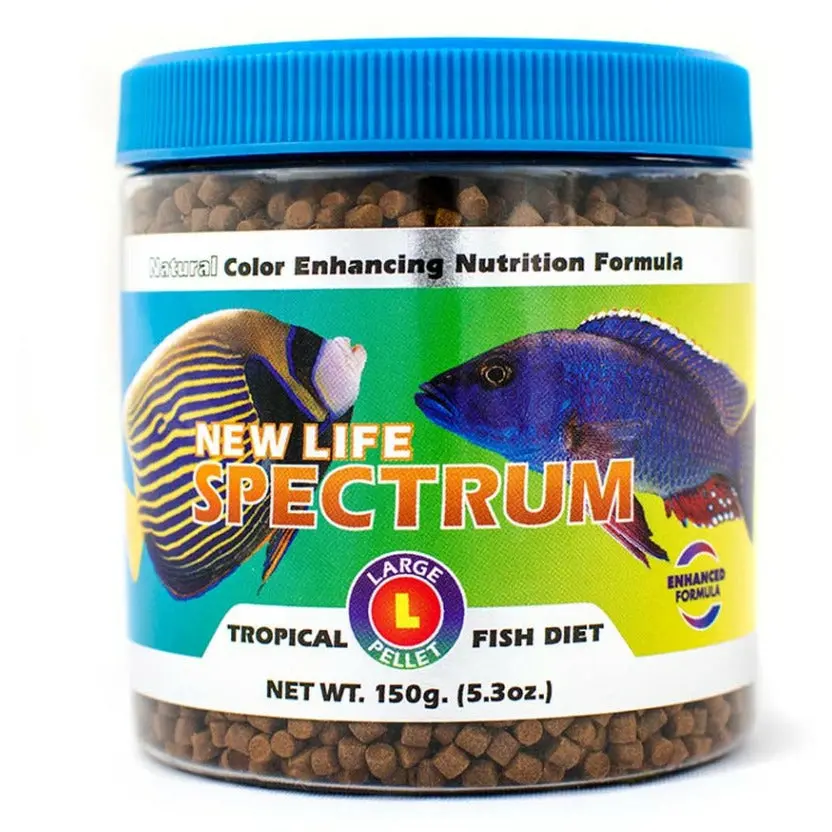 Natural Color Enhancing Nutrition Formula
NEW LIFE
SPECTRUM
ENHANCED
FORMULA
LARGE
L
PELLET
TROPICAL FISH DIET
NET WT. 150g. (5.3oz.)